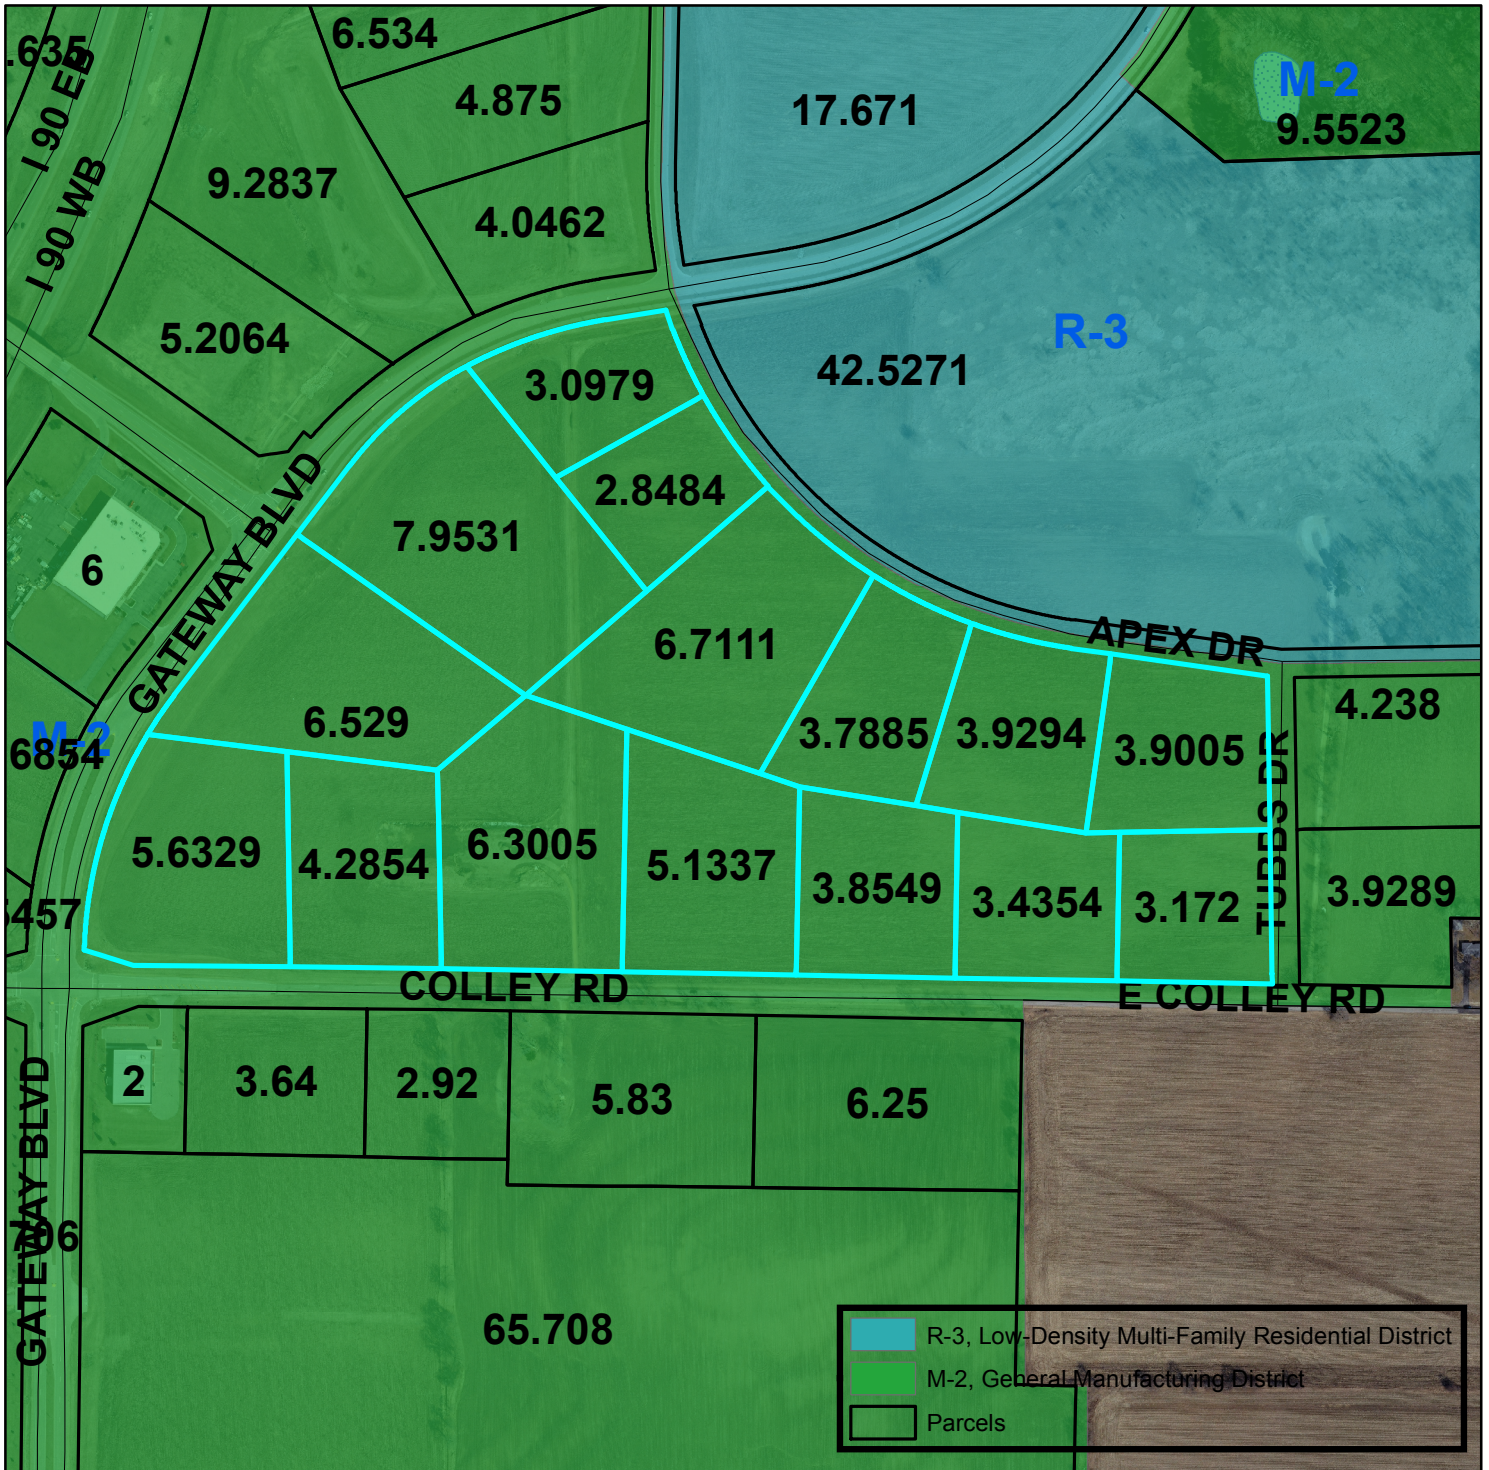 .635
I 90 EB
I 90 WB
6.534
4.875
17.671
M-2
9.5523
9.2837
4.0462
5.2064
R-3
42.5271
3.0979
2.8484
7.9531
GATEWAY BLVD
6
6.7111
APEX DR
6.529
3.7885
3.9294
3.9005
TUBBS DR
4.238
M-2
6854
5.6329
4.2854
6.3005
5.1337
3.8549
3.4354
3.172
3.9289
5457
COLLEY RD
E COLLEY RD
2
3.64
2.92
5.83
6.25
GATEWAY BLVD
706
65.708
R-3, Low-Density Multi-Family Residential District
M-2, General Manufacturing District
Parcels